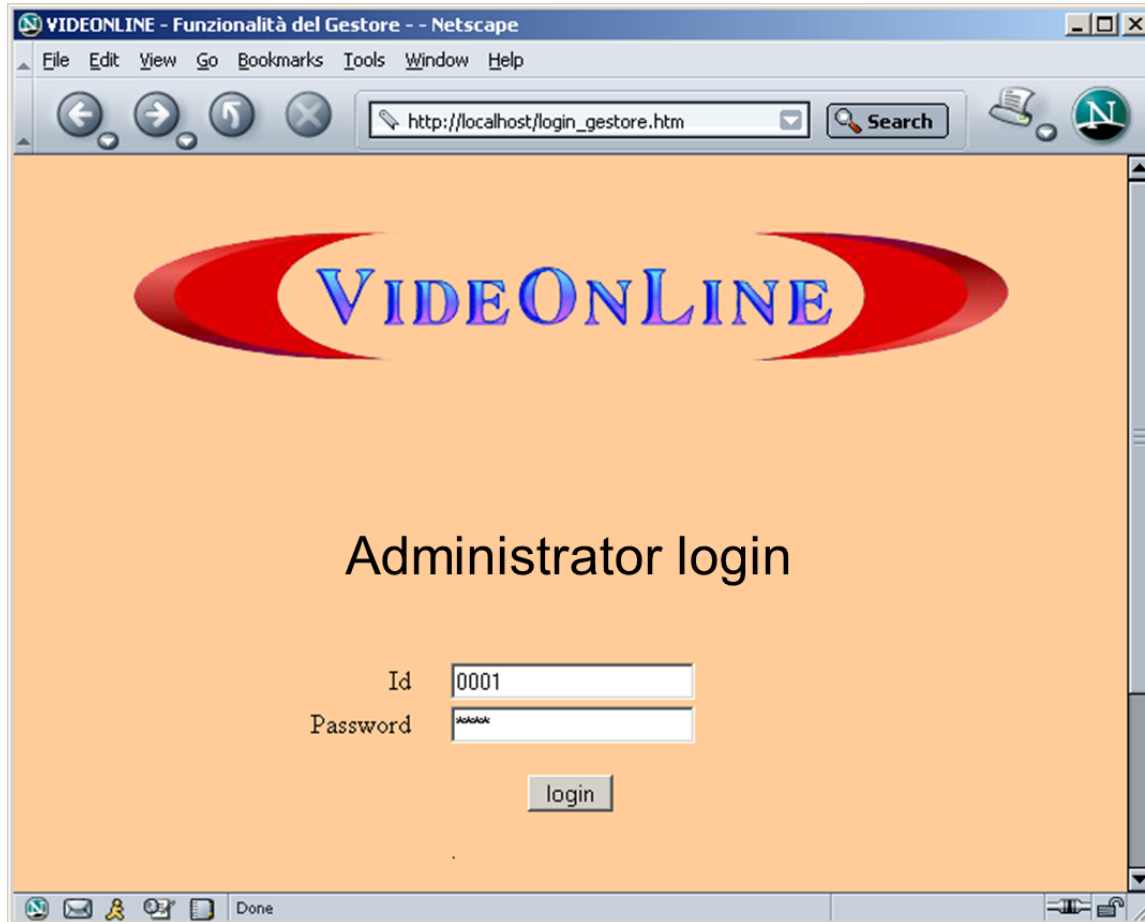 VIDEONLINE - Funzionalità del Gestore - - Netscape
File Edit View Go Bookmarks Tools Window Help
http://localhost/login_gestore.htm Search
VIDEONLINE
Administrator login
Id 0001
Password ****
login
.
Done